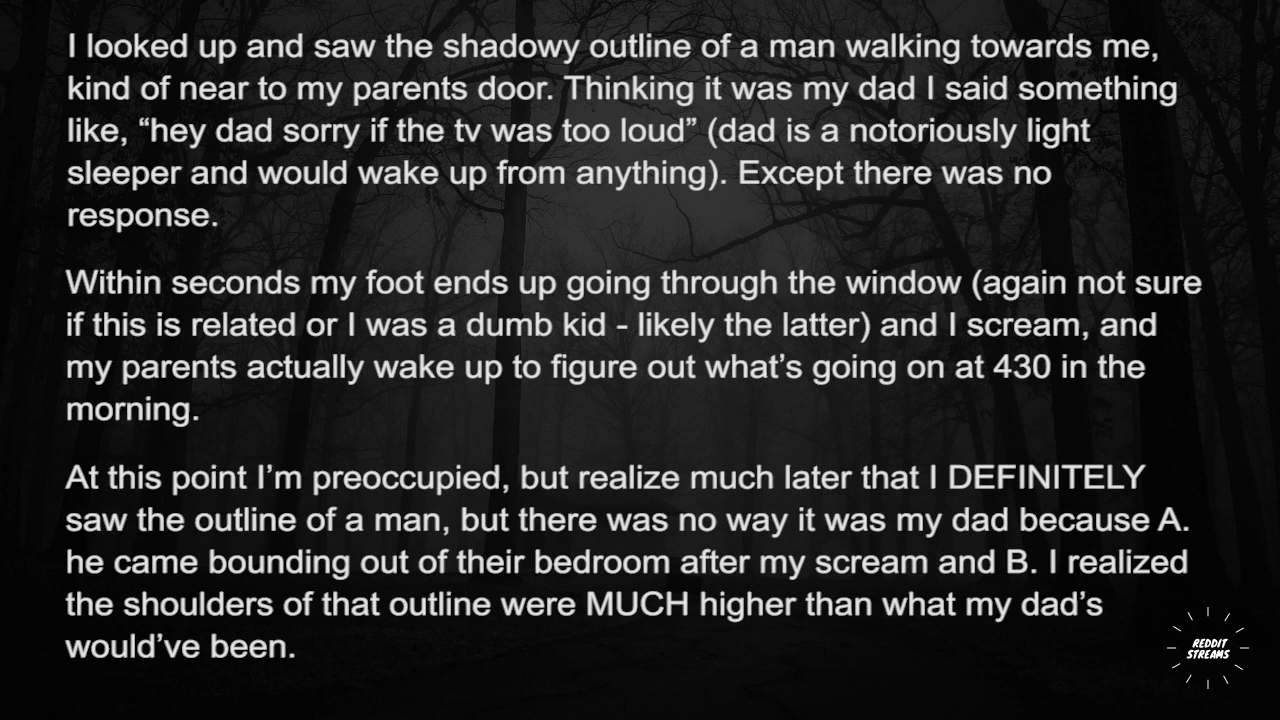 I looked up and saw the shadowy outline of a man walking towards me,
kind of near to my parents door. Thinking it was my dad I said something
like, “hey dad sorry if the tv was too loud” (dad is a notoriously light
sleeper and would wake up from anything). Except there was no
response.
Within seconds my foot ends up going through the window (again not sure
if this is related or I was a dumb kid - likely the latter) and I scream, and
my parents actually wake up to figure out what’s going on at 430 in the
morning.
At this point I’m preoccupied, but realize much later that I DEFINITELY
saw the outline of a man, but there was no way it was my dad because A.
he came bounding out of their bedroom after my scream and B. I realized
the shoulders of that outline were MUCH higher than what my dad’s
would’ve been.
REDDIT
STREAMS